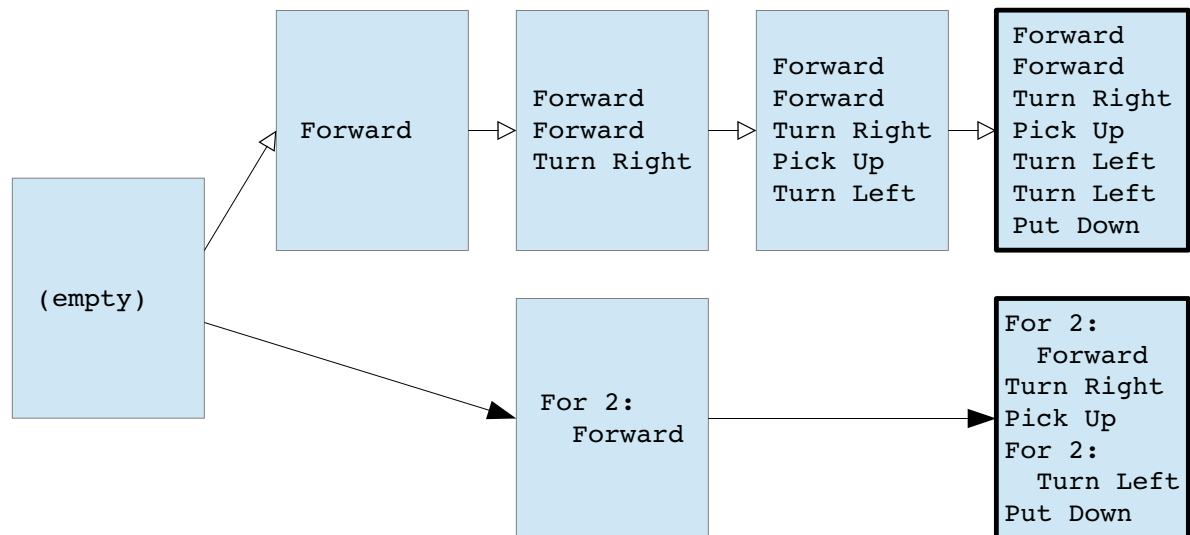 (empty)
Forward
Forward
Forward
Turn Right
Forward
Forward
Turn Right
Pick Up
Turn Left
Forward
Forward
Turn Right
Pick Up
Turn Left
Turn Left
Put Down
For 2:
  Forward
For 2:
  Forward
Turn Right
Pick Up
For 2:
  Turn Left
Put Down